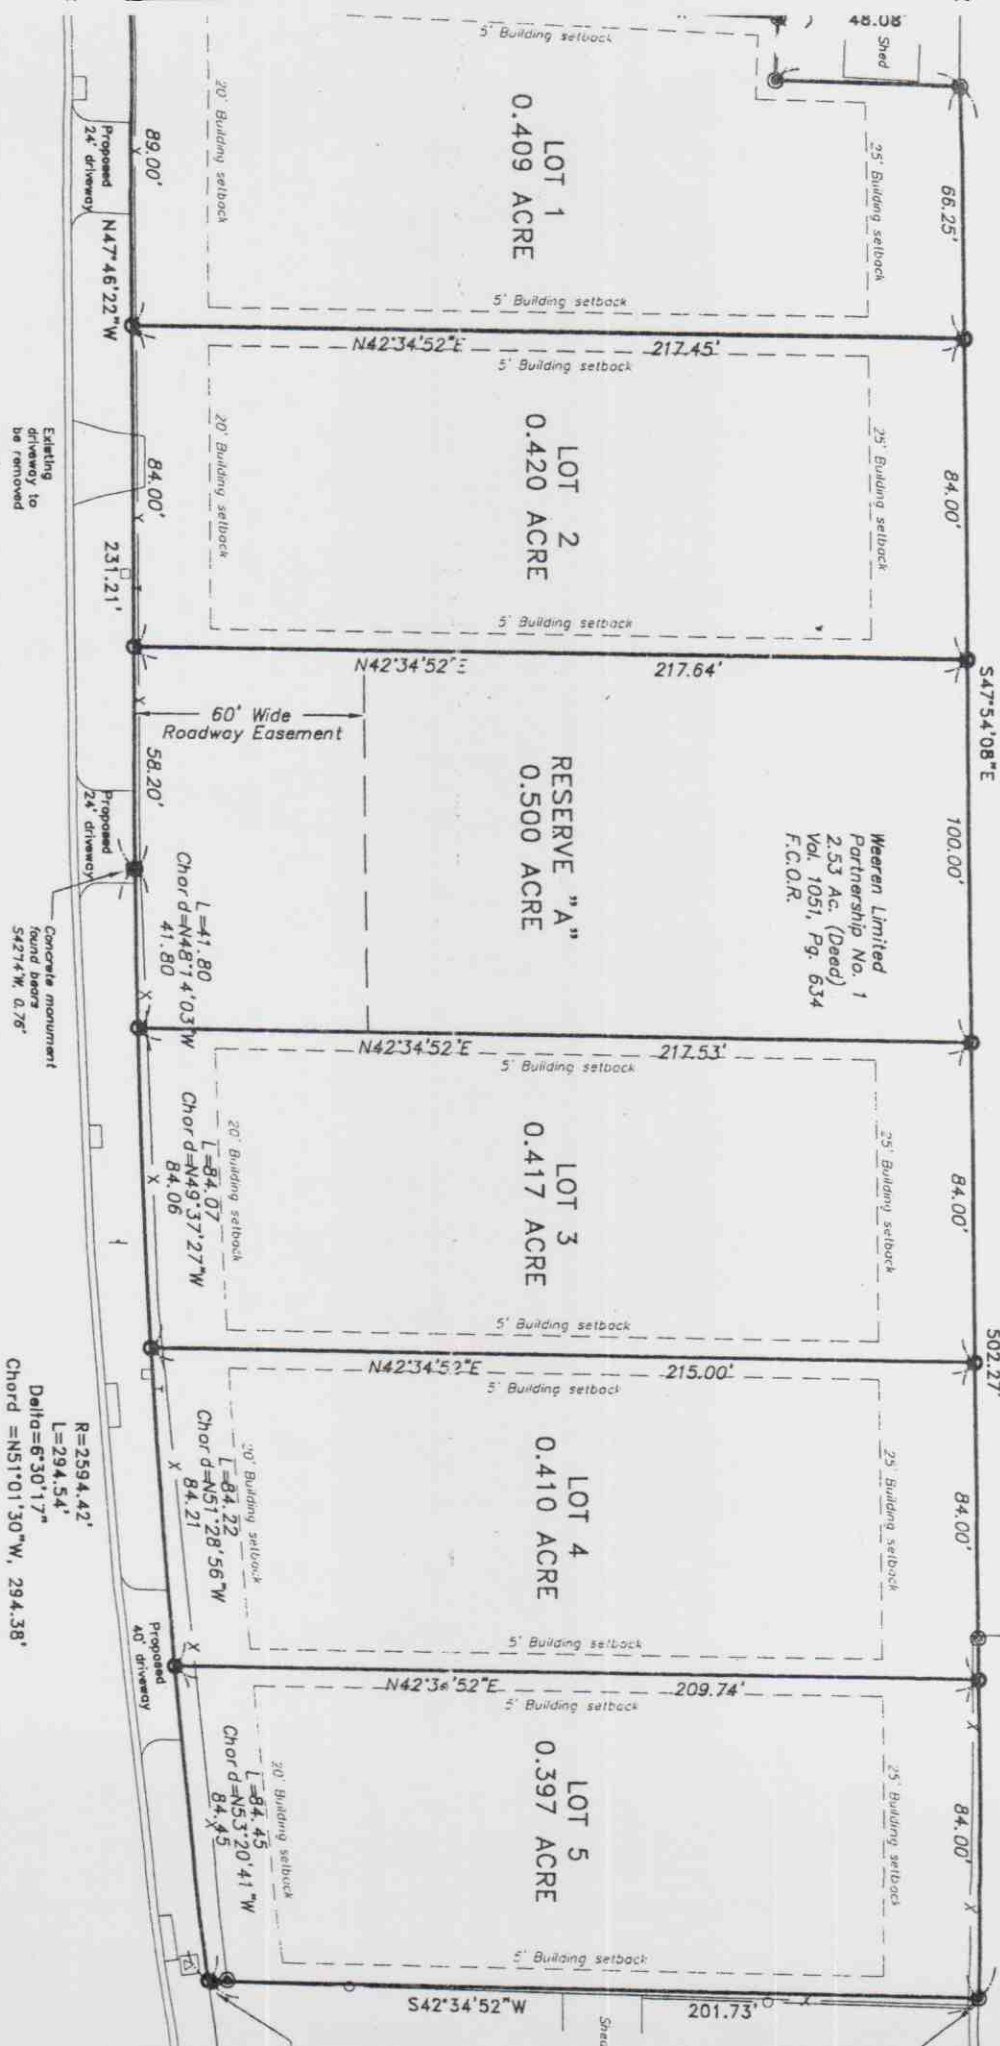 48.08'
Shed
5' Building setback
20' Building setback
25' Building setback
LOT 1
0.409 ACRE
66.25'
89.00'
Proposed
24' driveway
N47°46'22"W
5' Building setback
N42°34'52"E
217.45'
5' Building setback
20' Building setback
25' Building setback
LOT 2
0.420 ACRE
84.00'
84.00'
231.21'
Existing
driveway to
be removed
5' Building setback
N42°34'52"E
217.64'
S47°54'08"E
60' Wide
Roadway Easement
RESERVE "A"
0.500 ACRE
100.00'
Weeren Limited
Partnership No. 1
2.53 Ac. (Deed)
Vol. 1051, Pg. 634
F.C.O.R.
58.20'
Proposed
24' driveway
L=41.80
Chord=N48°14'03"W
41.80
Concrete monument
found bears
S42°14'W, 0.76'
N42°34'52"E
217.53'
5' Building setback
20' Building setback
25' Building setback
LOT 3
0.417 ACRE
84.00'
L=84.07
Chord=N49°37'27"W
84.06
502.27'
5' Building setback
N42°34'52"E
215.00'
5' Building setback
20' Building setback
25' Building setback
LOT 4
0.410 ACRE
84.00'
L=84.22
Chord=N51°28'56"W
84.21
R=2594.42'
L=294.54'
Delta=6°30'17"
Chord =N51°01'30"W, 294.38'
Proposed
40' driveway
5' Building setback
209.74'
5' Building setback
20' Building setback
25' Building setback
LOT 5
0.397 ACRE
84.00'
L=84.45
Chord=N53°20'41"W
84.45
5' Building setback
S42°34'52"W
201.73'
Shed